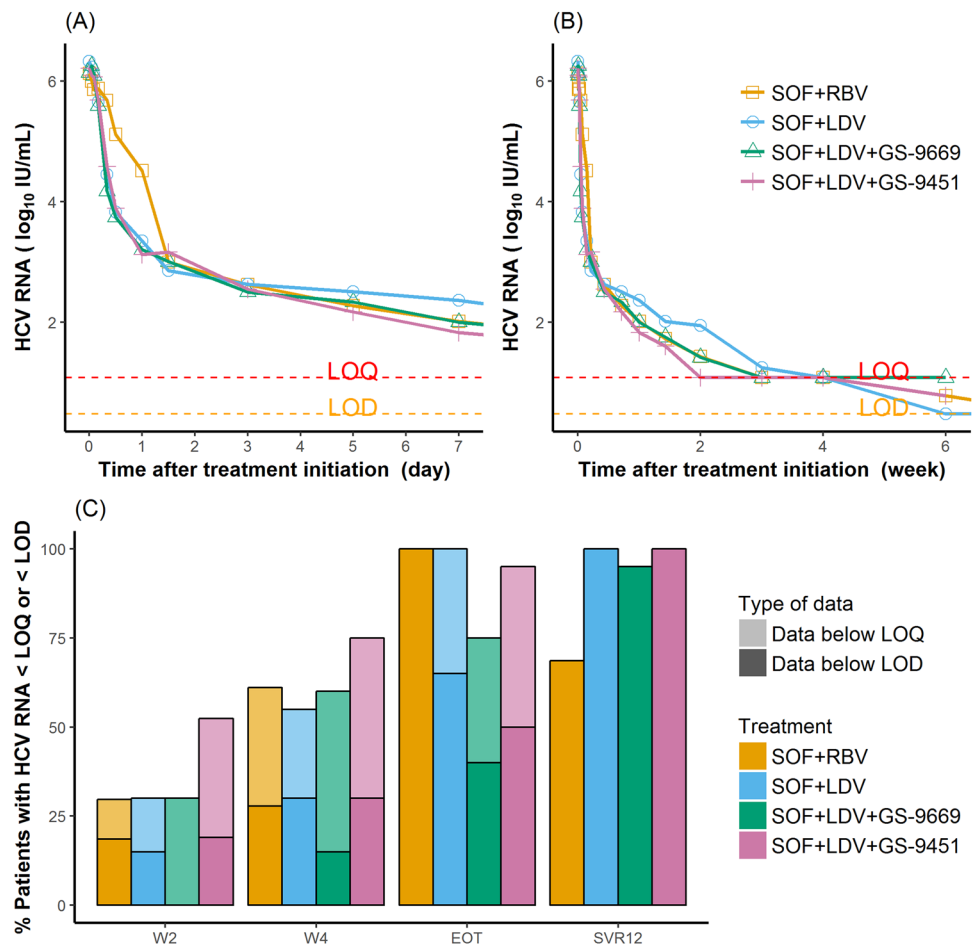 (A)
HCV RNA ( log10 IU/mL)
6
4
2
LOQ
LOD
0 1 2 3 4 5 6 7
Time after treatment initiation (day)
(B)
HCV RNA ( log10 IU/mL)
6
4
2
SOF+RBV
SOF+LDV
SOF+LDV+GS-9669
SOF+LDV+GS-9451
LOQ
LOD
0 2 4 6
Time after treatment initiation (week)
(C)
% Patients with HCV RNA < LOQ or < LOD
100
75
50
25
0
W2 W4 EOT SVR12
Type of data
Data below LOQ
Data below LOD
Treatment
SOF+RBV
SOF+LDV
SOF+LDV+GS-9669
SOF+LDV+GS-9451